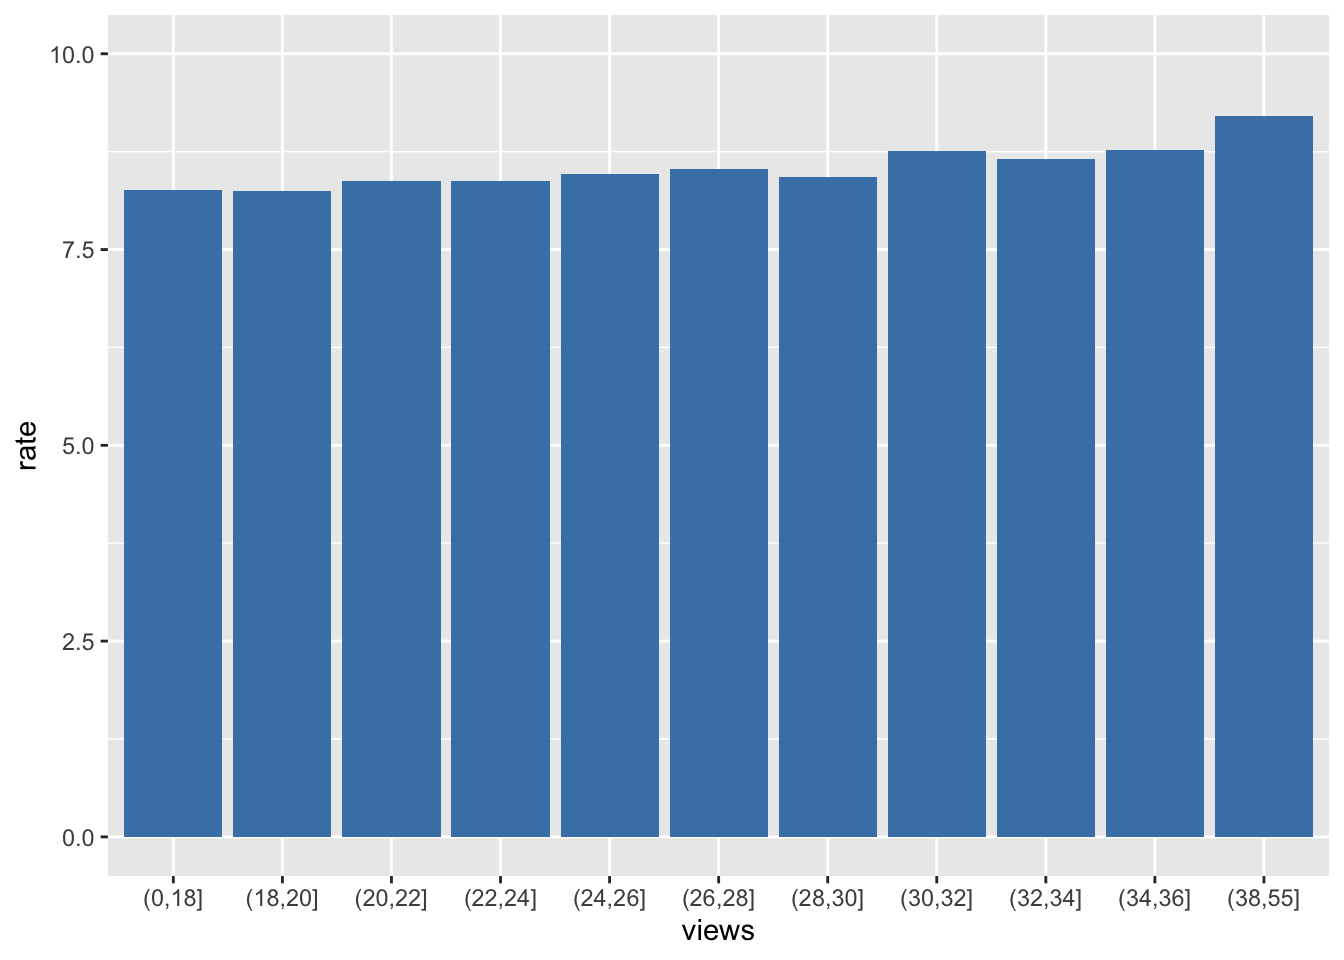 10.0
7.5
5.0
2.5
0.0
rate
(0,18] (18,20] (20,22] (22,24] (24,26] (26,28] (28,30] (30,32] (32,34] (34,36] (38,55]
views